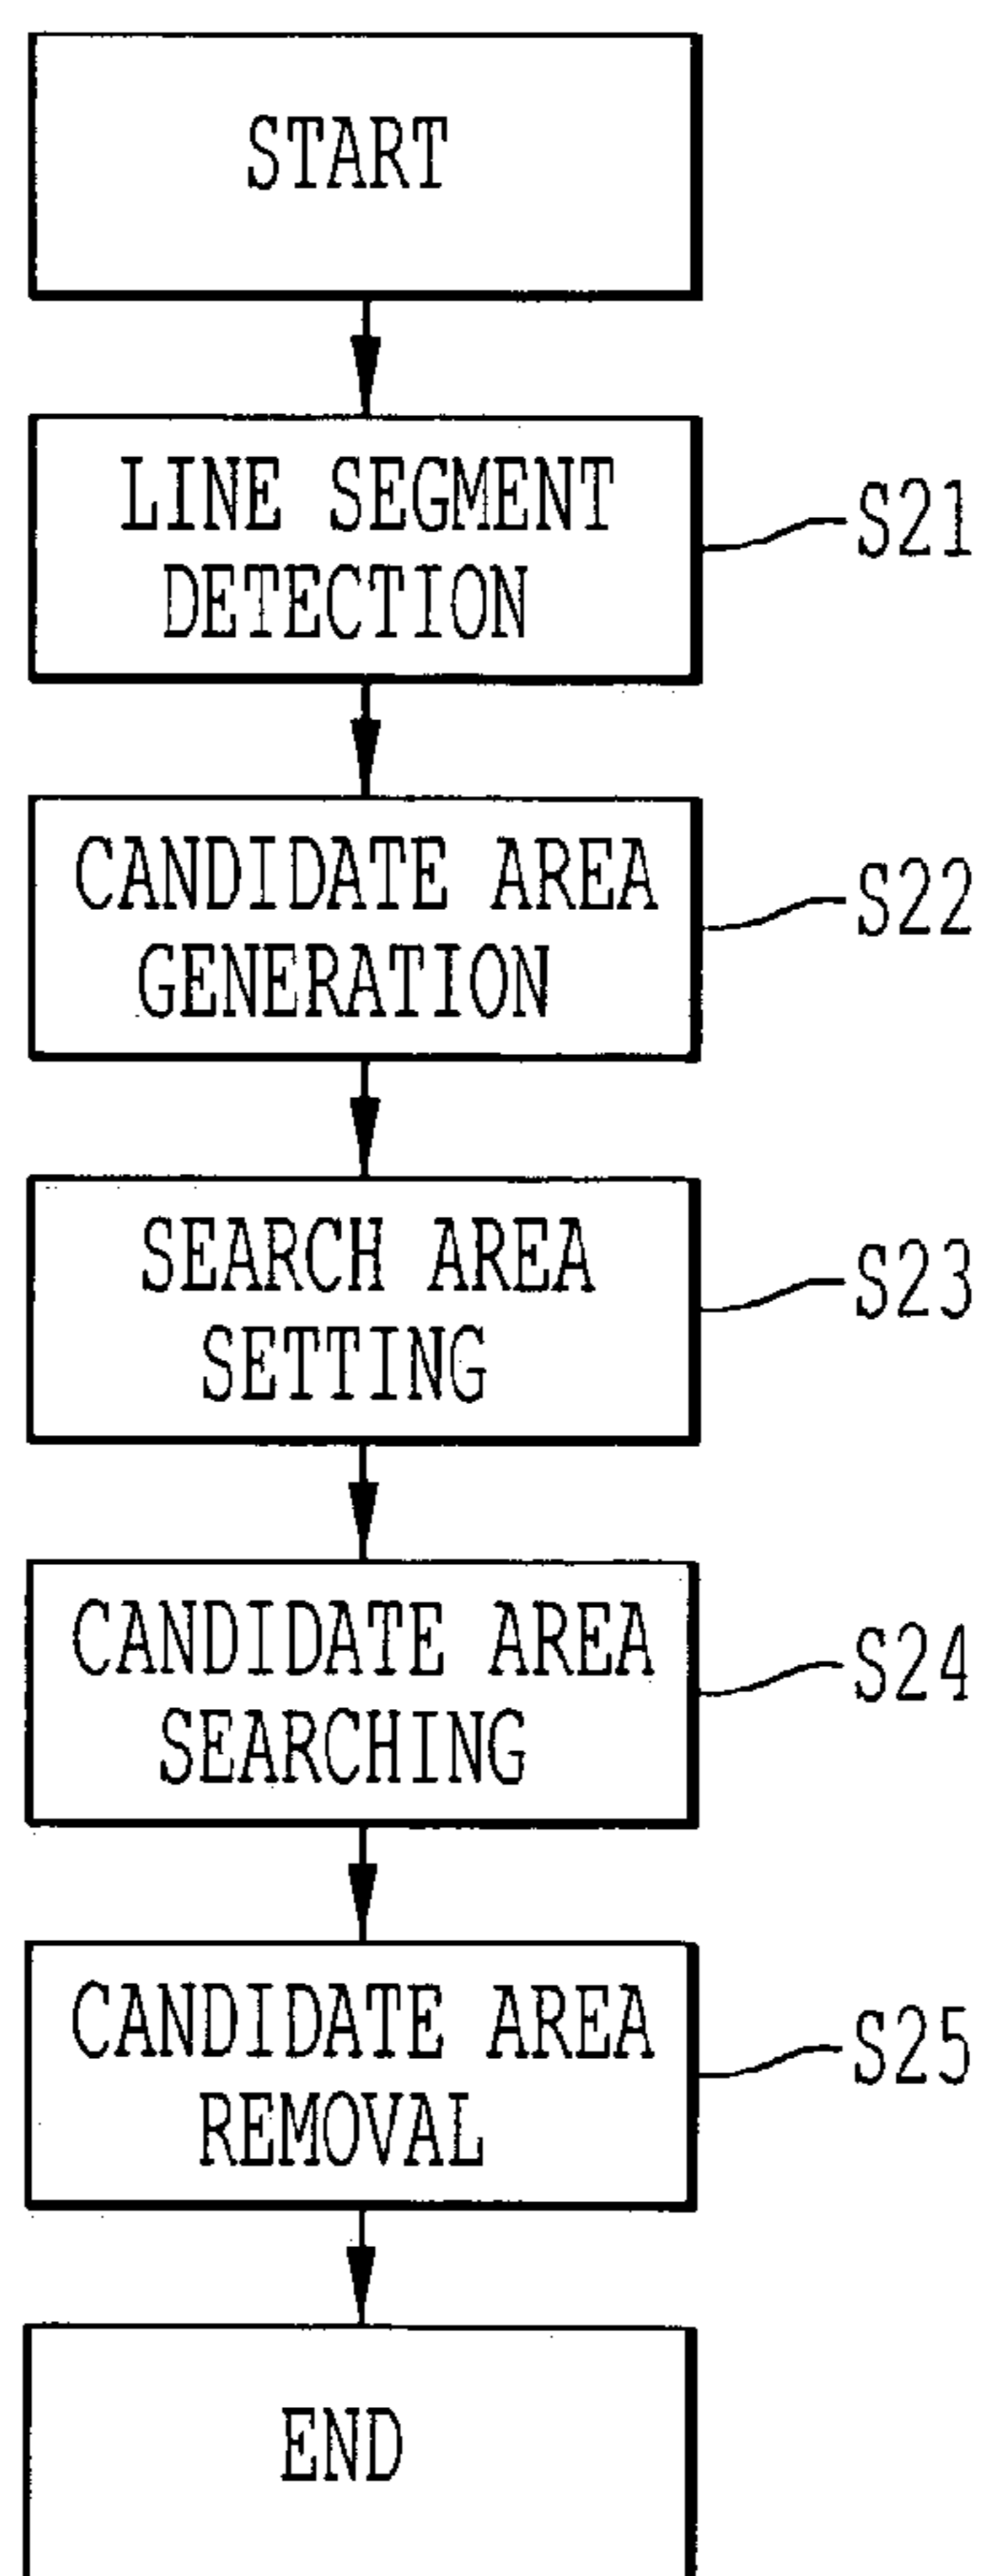 START
LINE SEGMENT
DETECTION
S21
CANDIDATE AREA
GENERATION
S22
SEARCH AREA
SETTING
S23
CANDIDATE AREA
SEARCHING
S24
CANDIDATE AREA
REMOVAL
S25
END